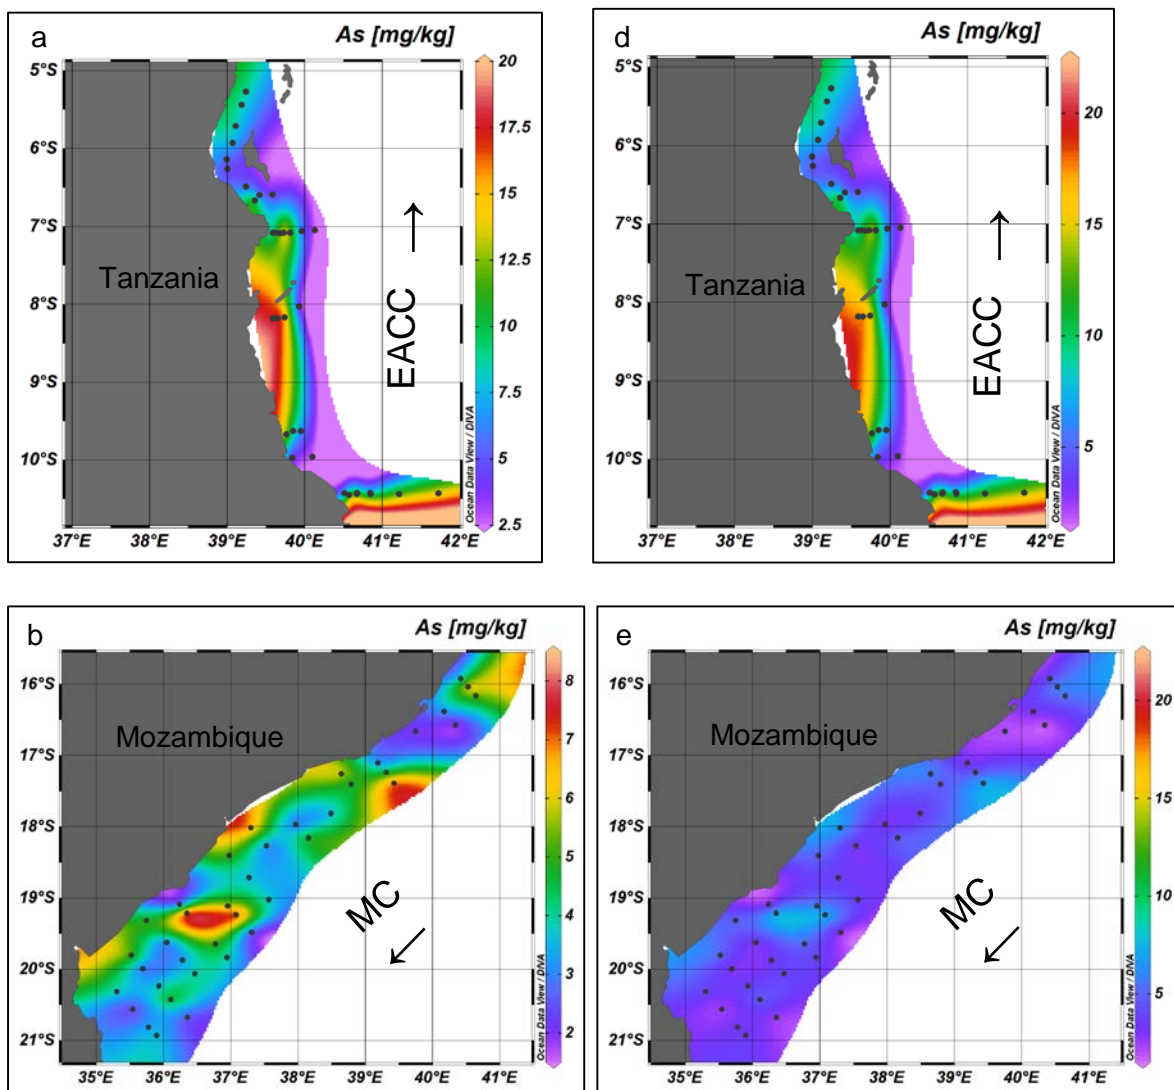 a
As [mg/kg]
5°S
6°S
7°S
8°S
9°S
10°S
37°E
38°E
39°E
40°E
41°E
42°E
Tanzania
EACC
20
17.5
15
12.5
10
7.5
5
2.5
Ocean Data View / DIVA
d
As [mg/kg]
5°S
6°S
7°S
8°S
9°S
10°S
37°E
38°E
39°E
40°E
41°E
42°E
Tanzania
EACC
20
15
10
5
Ocean Data View / DIVA
b
As [mg/kg]
16°S
17°S
18°S
19°S
20°S
21°S
35°E
36°E
37°E
38°E
39°E
40°E
41°E
Mozambique
MC
8
7
6
5
4
3
2
Ocean Data View / DIVA
e
As [mg/kg]
16°S
17°S
18°S
19°S
20°S
21°S
35°E
36°E
37°E
38°E
39°E
40°E
41°E
Mozambique
MC
20
15
10
5
Ocean Data View / DIVA